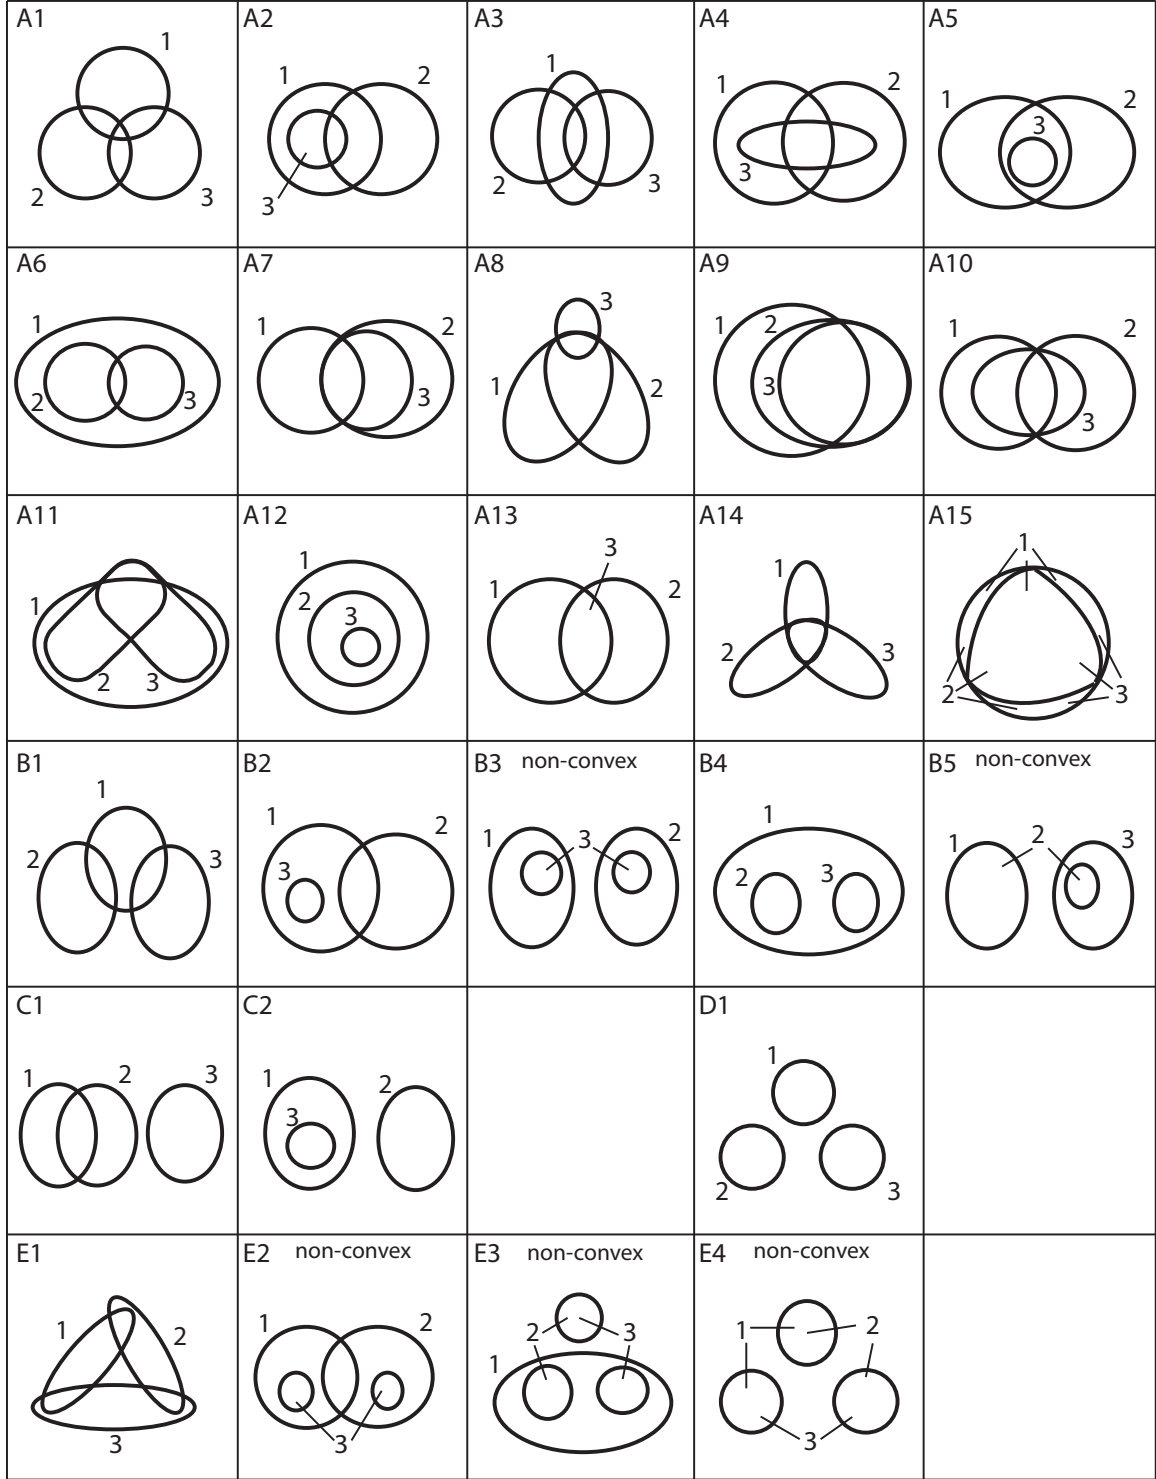 A1 A2 A3 A4 A5
1 1 2 1 1 2 1 2
2 3 3 2 3 3 3
A6 A7 A8 A9 A10
1 1 2 3 1 2 1 2
2 3 3 1 2 3 3
A11 A12 A13 A14 A15
1 1 3 1 1
2 3 2 3 1 2 2 3 2 3
B1 B2 B3 non-convex B4 B5 non-convex
1 1 2 1 3 2 1 1 2 3
2 3 3 2 3
C1 C2 D1
1 2 3 1 2 1
3 2 3
E1 E2 non-convex E3 non-convex E4 non-convex
1 2 1 2 2 3 1 2
3 3 1 3